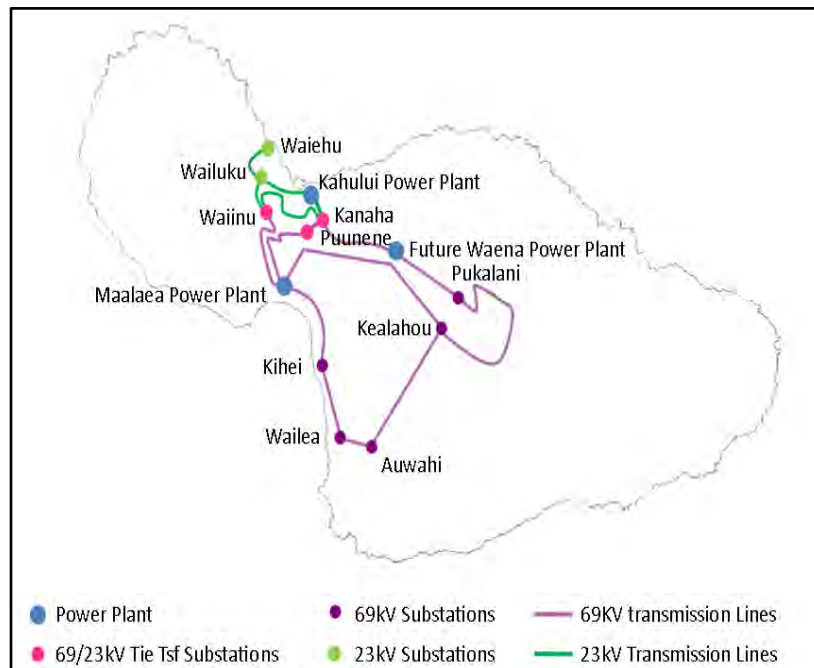 Waiehu
Wailuku
Kahului Power Plant
Waiinu
Kanaha
Puunene
Future Waena Power Plant
Pukalani
Maalaea Power Plant
Kealahou
Kihei
Wailea
Auwahi
Power Plant
69kV Substations
69KV transmission Lines
69/23kV Tie Tsf Substations
23kV Substations
23kV Transmission Lines